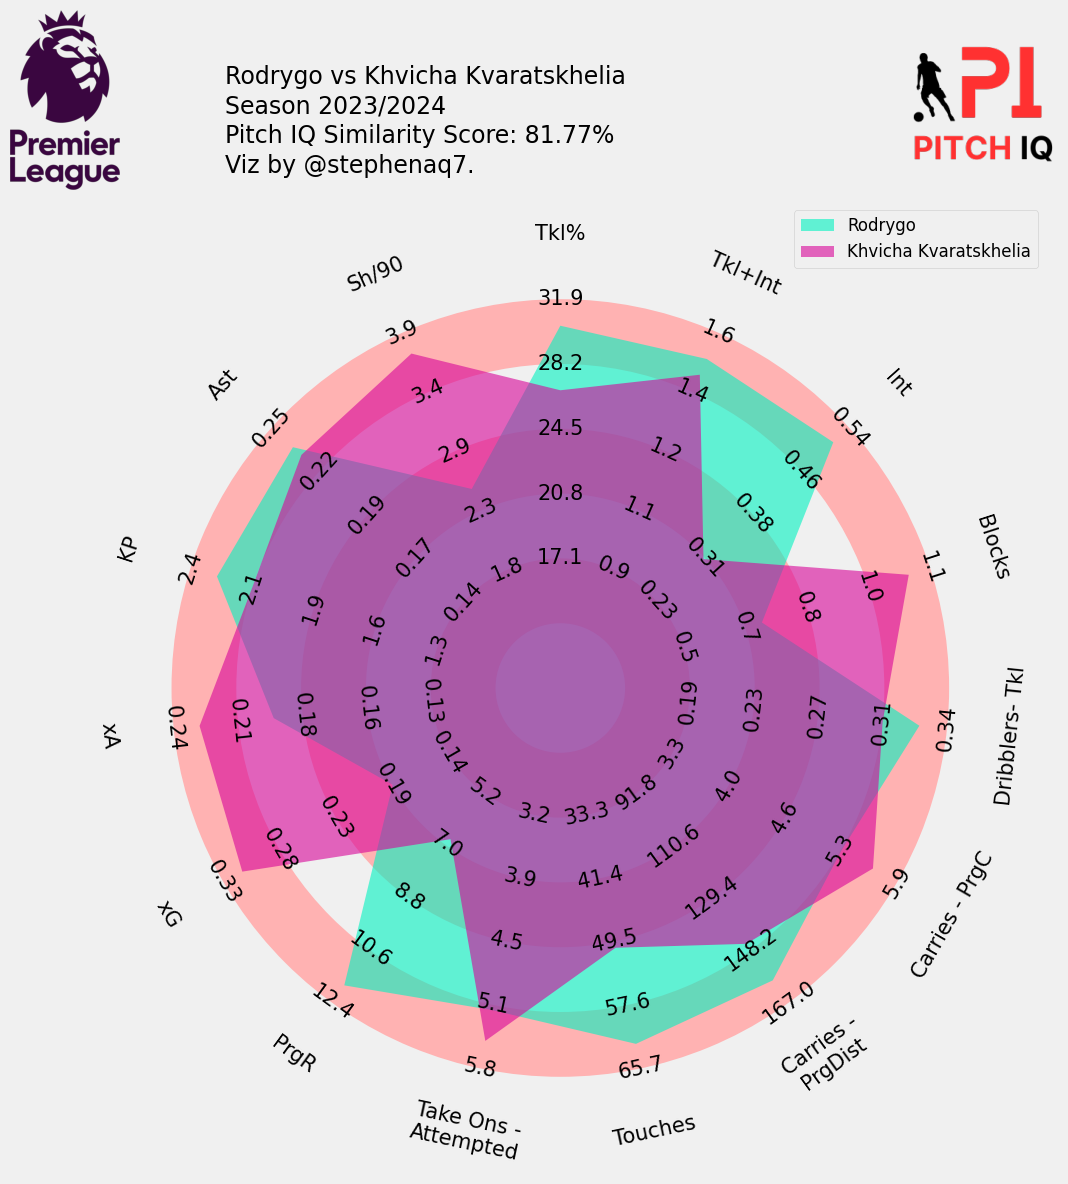 Premier
League
Rodrygo vs Khvicha Kvaratskhelia
Season 2023/2024
Pitch IQ Similarity Score: 81.77%
Viz by @stephenaq7.
PI
PITCH IQ
Rodrygo
Khvicha Kvaratskhelia
Tkl%
31.9
28.2
24.5
20.8
17.1
Tkl+Int
1.6
1.4
1.2
1.1
0.9
Int
0.54
0.46
0.38
0.31
0.23
Blocks
1.1
1.0
0.8
0.7
0.5
Dribblers- Tkl
0.34
0.31
0.27
0.23
0.19
Carries - PrgC
5.9
5.3
4.6
4.0
3.3
Carries -
PrgDist
167.0
148.2
129.4
110.6
91.8
Touches
65.7
57.6
49.5
41.4
33.3
Take Ons -
Attempted
5.8
5.1
4.5
3.9
3.2
PrgR
12.4
10.6
8.8
7.0
5.2
xG
0.33
0.28
0.23
0.19
0.14
xA
0.24
0.21
0.18
0.16
0.13
KP
2.4
2.1
1.9
1.6
1.3
Ast
0.25
0.22
0.19
0.17
0.14
Sh/90
3.9
3.4
2.9
2.3
1.8